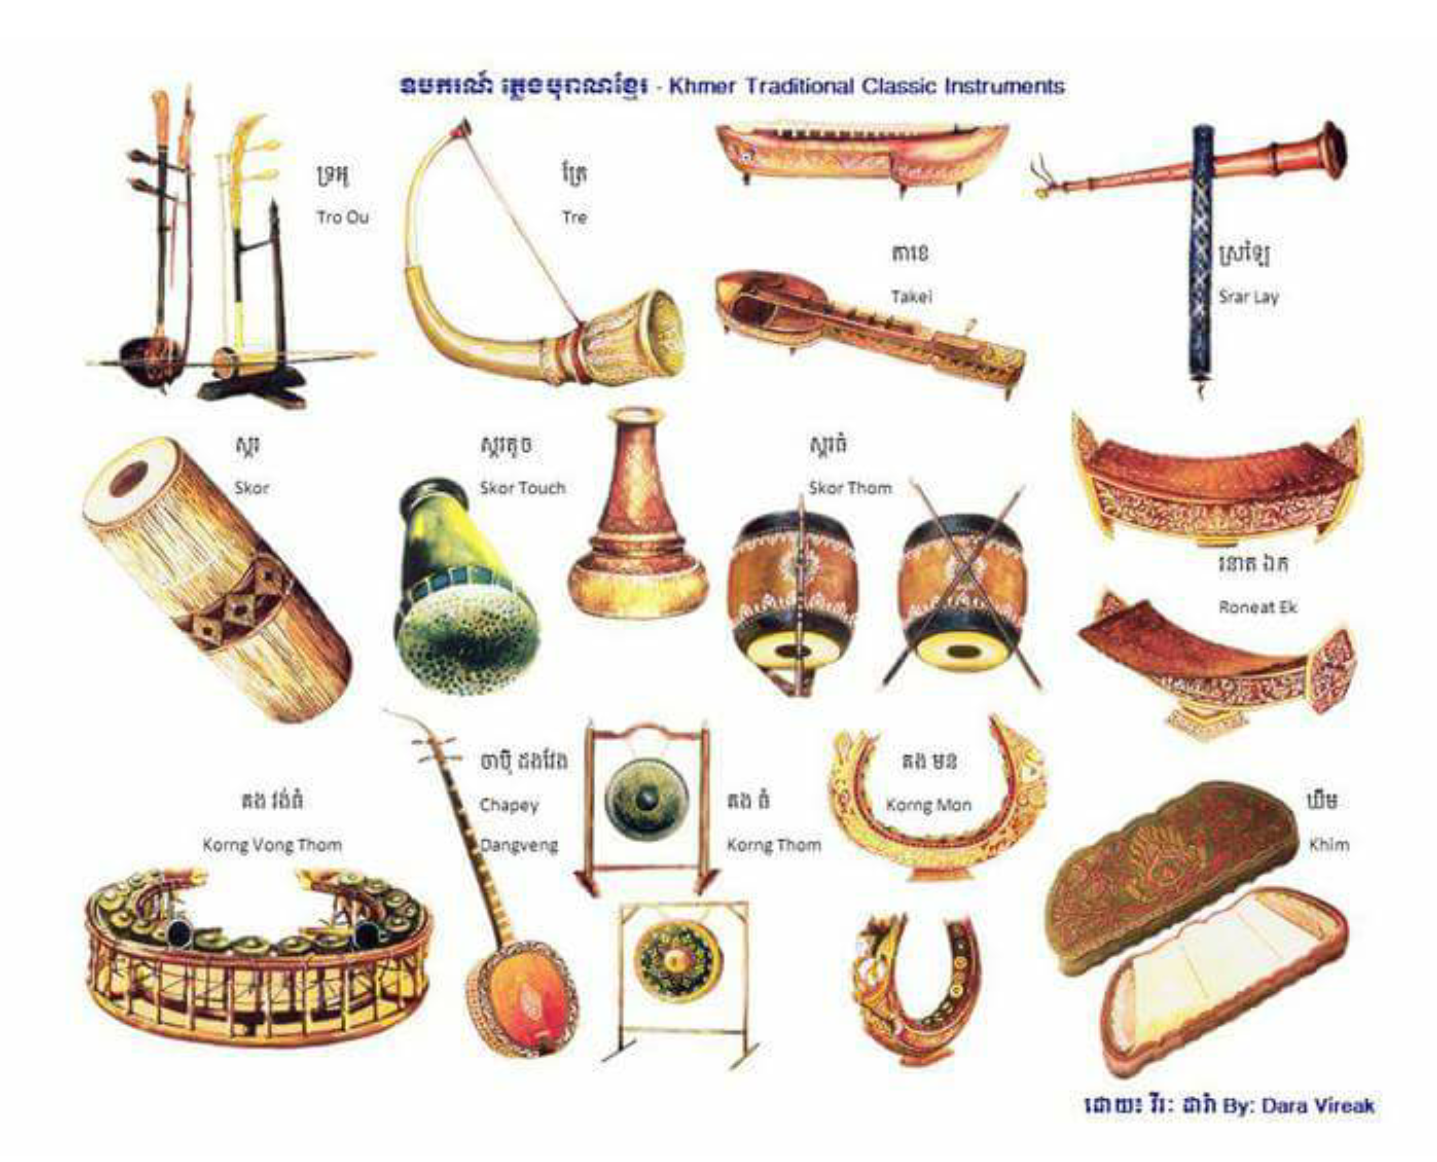 ឧបករណ៍ ភ្លេងបុរាណខ្មែរ - Khmer Traditional Classic Instruments
ទ្រអូ
Tro Ou
ត្រែ
Tre
តាខេ
Takei
ស្រឡៃ
Srar Lay
ស្គរ
Skor
ស្គរតូច
Skor Touch
ស្គរធំ
Skor Thom
រនាត ឯក
Roneat Ek
គង វង់ធំ
Korng Vong Thom
ចាប៉ី ដងវែង
Chapey
Dangveng
គង ធំ
Korng Thom
គង មន
Korng Mon
ឃឹម
Khim
ដោយ៖ វីរៈ ដារ៉ា By: Dara Vireak